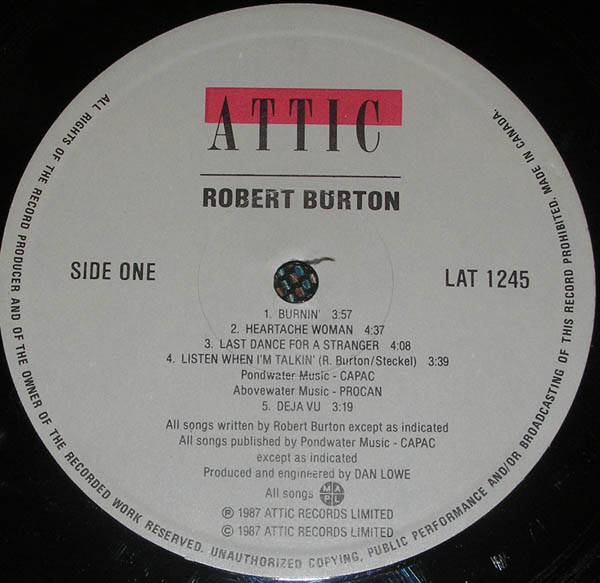 ATTIC
ROBERT BURTON
SIDE ONE
LAT 1245
1. BURNIN' 3:57
2. HEARTACHE WOMAN 4:37
3. LAST DANCE FOR A STRANGER 4:08
4. LISTEN WHEN I'M TALKIN' (R. Burton/Steckel) 3:39
Pondwater Music - CAPAC
Abovewater Music - PROCAN
5. DEJA VU 3:19
All songs written by Robert Burton except as indicated
All songs published by Pondwater Music - CAPAC
except as indicated
Produced and engineered by DAN LOWE
All songs MAPL
℗ 1987 ATTIC RECORDS LIMITED
© 1987 ATTIC RECORDS LIMITED
ALL RIGHTS OF THE RECORD PRODUCER AND OF THE OWNER OF THE RECORDED WORK RESERVED. UNAUTHORIZED COPYING, PUBLIC PERFORMANCE AND/OR BROADCASTING OF THIS RECORD PROHIBITED. MADE IN CANADA.